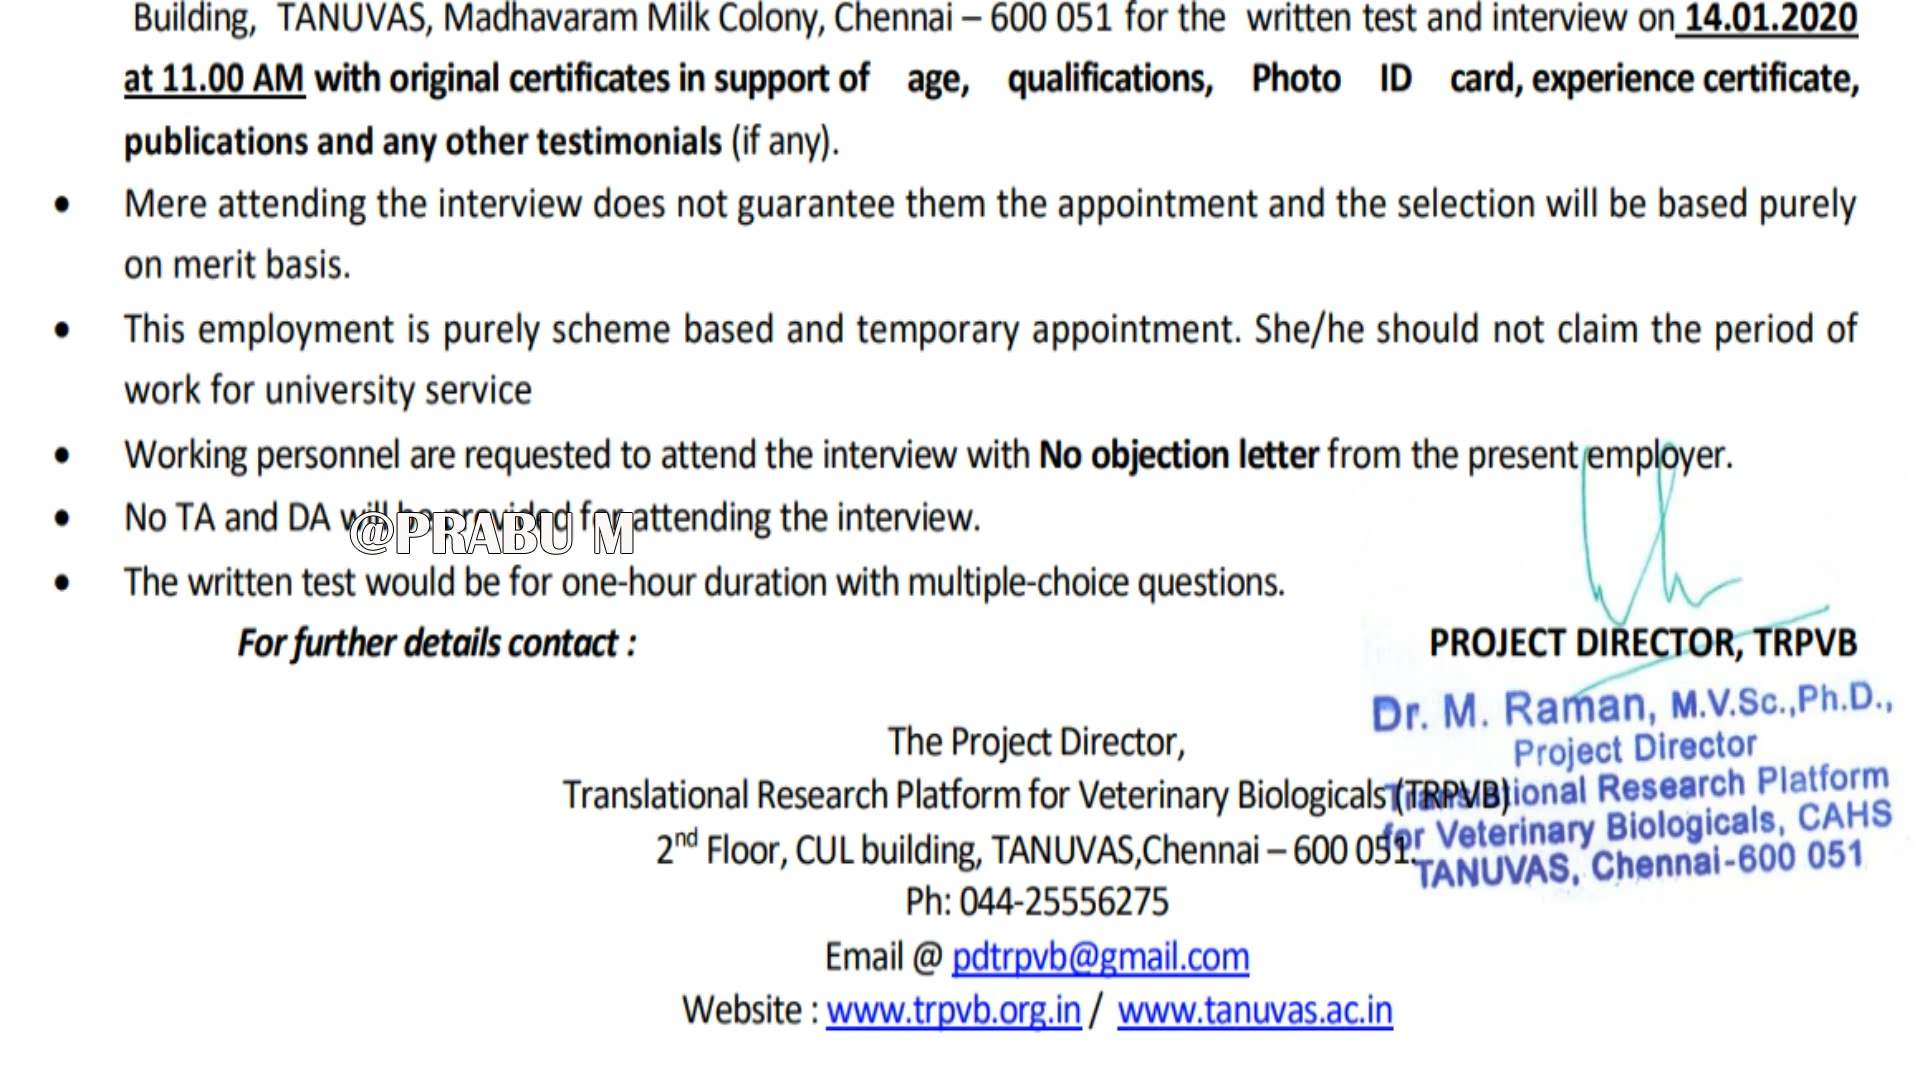 Building, TANUVAS, Madhavaram Milk Colony, Chennai – 600 051 for the written test and interview on 14.01.2020
at 11.00 AM with original certificates in support of age, qualifications, Photo ID card, experience certificate,
publications and any other testimonials (if any).
• Mere attending the interview does not guarantee them the appointment and the selection will be based purely
on merit basis.
• This employment is purely scheme based and temporary appointment. She/he should not claim the period of
work for university service
• Working personnel are requested to attend the interview with No objection letter from the present employer.
• No TA and DA will be provided for attending the interview.
@PRABU M
• The written test would be for one-hour duration with multiple-choice questions.
For further details contact :
PROJECT DIRECTOR, TRPVB
Dr. M. Raman, M.V.Sc.,Ph.D.,
Project Director
Translational Research Platform
for Veterinary Biologicals, CAHS
TANUVAS, Chennai-600 051
The Project Director,
Translational Research Platform for Veterinary Biologicals (TRPVB)
2nd Floor, CUL building, TANUVAS,Chennai – 600 051.
Ph: 044-25556275
Email @ pdtrpvb@gmail.com
Website : www.trpvb.org.in / www.tanuvas.ac.in